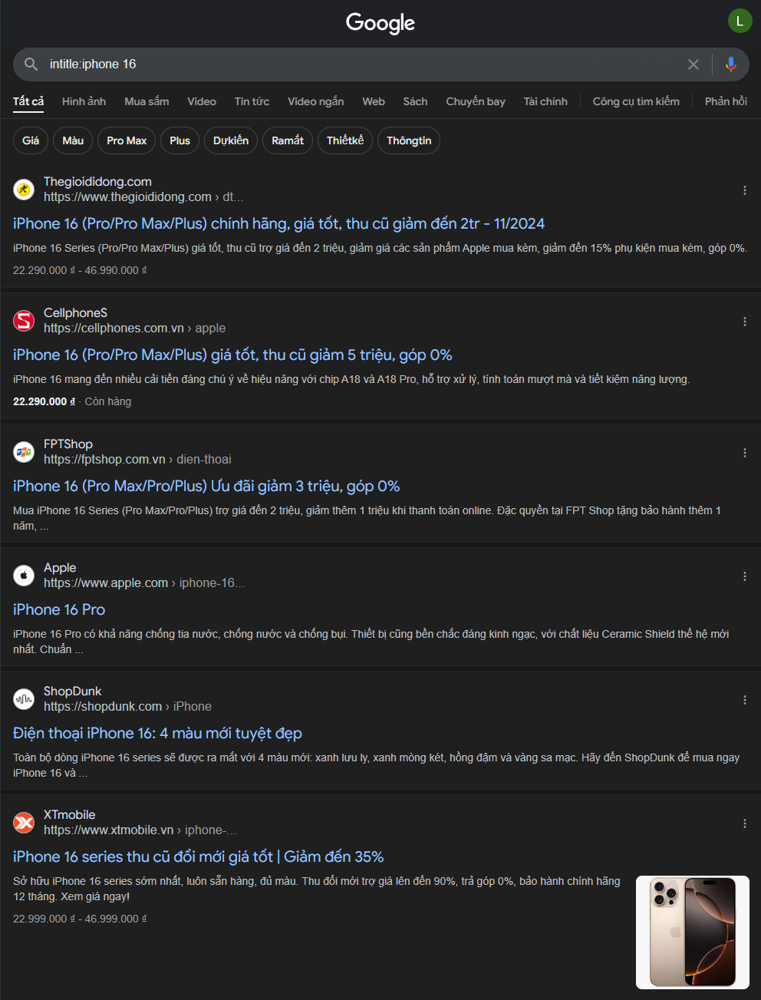 Google
L
intitle:iphone 16
Tất cả Hình ảnh Mua sắm Video Tin tức Video ngắn Web Sách Chuyến bay Tài chính Công cụ tìm kiếm Phản hồi
Giá Màu Pro Max Plus Dựkiến Ramắt Thiếtkế Thôngtin
Thegioididong.com
https://www.thegioididong.com › dt...
iPhone 16 (Pro/Pro Max/Plus) chính hãng, giá tốt, thu cũ giảm đến 2tr - 11/2024
iPhone 16 Series (Pro/Pro Max/Plus) giá tốt, thu cũ trợ giá đến 2 triệu, giảm giá các sản phẩm Apple mua kèm, giảm đến 15% phụ kiện mua kèm, góp 0%.
22.290.000 ₫ - 46.990.000 ₫
CellphoneS
https://cellphones.com.vn › apple
iPhone 16 (Pro/Pro Max/Plus) giá tốt, thu cũ giảm 5 triệu, góp 0%
iPhone 16 mang đến nhiều cải tiến đáng chú ý về hiệu năng với chip A18 và A18 Pro, hỗ trợ xử lý, tính toán mượt mà và tiết kiệm năng lượng.
22.290.000 ₫ · Còn hàng
FPT
FPTShop
https://fptshop.com.vn › dien-thoai
iPhone 16 (Pro Max/Pro/Plus) Ưu đãi giảm 3 triệu, góp 0%
Mua iPhone 16 Series (Pro Max/Pro/Plus) trợ giá đến 2 triệu, giảm thêm 1 triệu khi thanh toán online. Đặc quyền tại FPT Shop tặng bảo hành thêm 1
năm, ...
Apple
https://www.apple.com › iphone-16...
iPhone 16 Pro
iPhone 16 Pro có khả năng chống tia nước, chống nước và chống bụi. Thiết bị cũng bền chắc đáng kinh ngạc, với chất liệu Ceramic Shield thế hệ mới
nhất. Chuẩn ...
ShopDunk
https://shopdunk.com › iPhone
Điện thoại iPhone 16: 4 màu mới tuyệt đẹp
Toàn bộ dòng iPhone 16 series sẽ được ra mắt với 4 màu mới: xanh lưu ly, xanh mòng két, hồng đậm và vàng sa mạc. Hãy đến ShopDunk để mua ngay
iPhone 16 và ...
XTmobile
https://www.xtmobile.vn › iphone-...
iPhone 16 series thu cũ đổi mới giá tốt | Giảm đến 35%
Sở hữu iPhone 16 series sớm nhất, luôn sẵn hàng, đủ màu. Thu đổi mới trợ giá lên đến 90%, trả góp 0%, bảo hành chính hãng
12 tháng. Xem giá ngay!
22.999.000 ₫ - 46.999.000 ₫